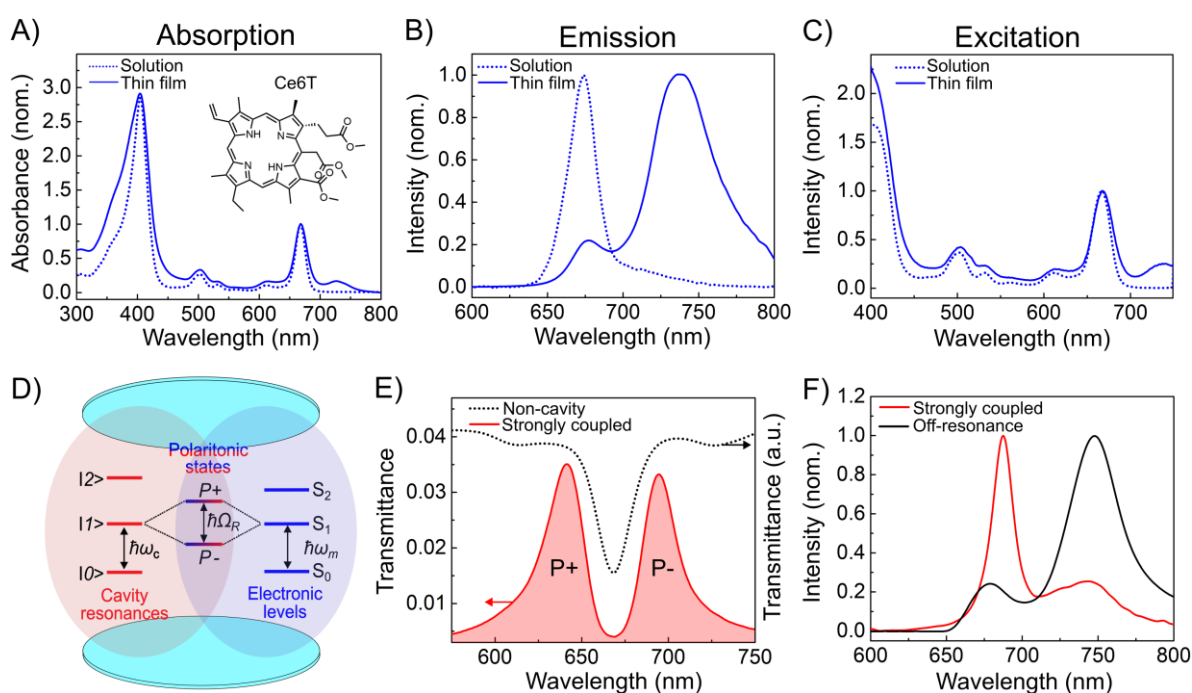 A)
Absorption
Solution
Thin film
Ce6T
NH
N
N
HN
O
O
O
O
O
O
Absorbance (nom.)
3.0
2.5
2.0
1.5
1.0
0.5
0.0
300 400 500 600 700 800
Wavelength (nm)
B)
Emission
Solution
Thin film
Intensity (nom.)
1.0
0.8
0.6
0.4
0.2
0.0
600 650 700 750 800
Wavelength (nm)
C)
Excitation
Solution
Thin film
Intensity (nom.)
2.0
1.5
1.0
0.5
0.0
400 500 600 700
Wavelength (nm)
D)
Polaritonic
states
|2>
P+
S2
|1>
ħΩR
S1
ħωc
P-
ħωm
|0>
S0
Cavity
resonances
Electronic
levels
E)
Non-cavity
Strongly coupled
Transmittance
0.04
0.03
0.02
0.01
P+
P-
Transmittance (a.u.)
600 650 700 750
Wavelength (nm)
F)
Strongly coupled
Off-resonance
Intensity (nom.)
1.2
1.0
0.8
0.6
0.4
0.2
0.0
600 650 700 750 800
Wavelength (nm)